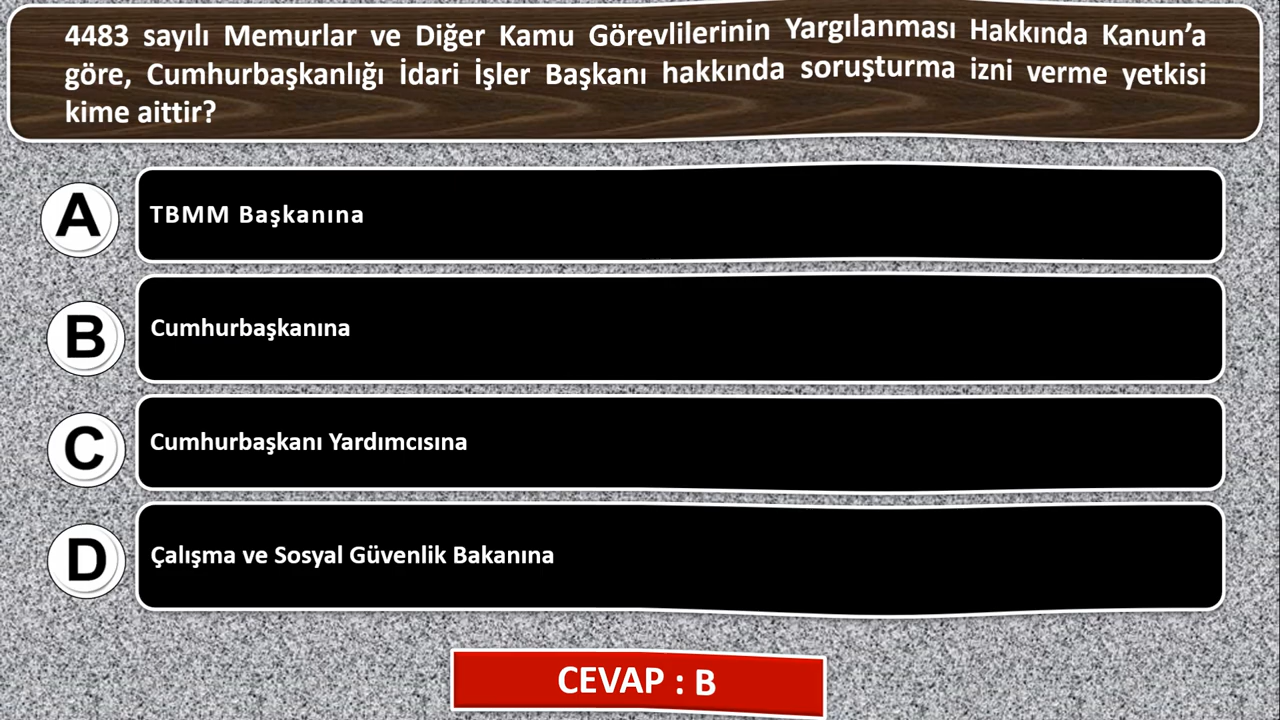 4483 sayılı Memurlar ve Diğer Kamu Görevlilerinin Yargılanması Hakkında Kanun’a
göre, Cumhurbaşkanlığı İdari İşler Başkanı hakkında soruşturma izni verme yetkisi
kime aittir?
A TBMM Başkanına
B Cumhurbaşkanına
C Cumhurbaşkanı Yardımcısına
D Çalışma ve Sosyal Güvenlik Bakanına
CEVAP : B